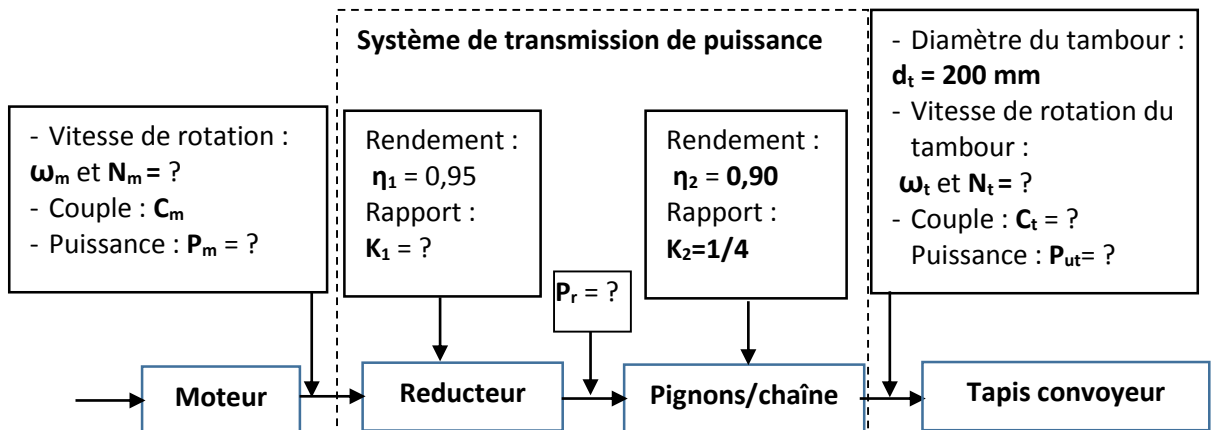 Système de transmission de puissance
- Vitesse de rotation :
ωm et Nm = ?
- Couple : Cm
- Puissance : Pm = ?
Rendement :
η1 = 0,95
Rapport :
K1 = ?
Pr = ?
Rendement :
η2 = 0,90
Rapport :
K2=1/4
- Diamètre du tambour :
dt = 200 mm
- Vitesse de rotation du
tambour :
ωt et Nt = ?
- Couple : Ct = ?
Puissance : Put= ?
Moteur
Reducteur
Pignons/chaîne
Tapis convoyeur